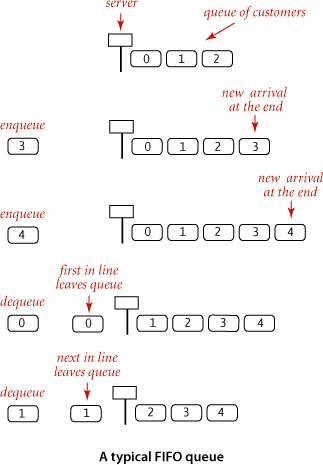 server
queue of customers
0 1 2
new arrival
at the end
enqueue
3 0 1 2 3
new arrival
at the end
enqueue
4 0 1 2 3 4
first in line
leaves queue
dequeue
0 0 1 2 3 4
next in line
leaves queue
dequeue
1 1 2 3 4
A typical FIFO queue